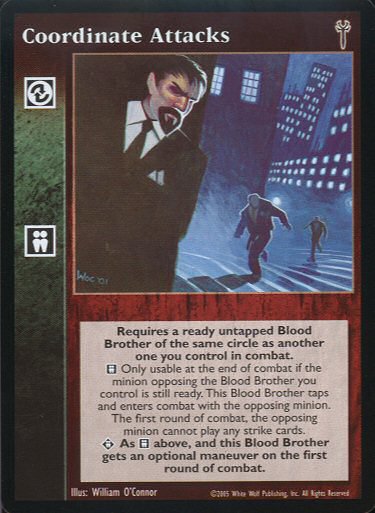 Coordinate Attacks
WOC '01
Requires a ready untapped Blood
Brother of the same circle as another
one you control in combat.
Only usable at the end of combat if the
minion opposing the Blood Brother you
control is still ready. This Blood Brother taps
and enters combat with the opposing minion.
The first round of combat, the opposing
minion cannot play any strike cards.
As above, and this Blood Brother
gets an optional maneuver on the first
round of combat.
Illus: William O'Connor
©2005 White Wolf Publishing, Inc. All Rights Reserved